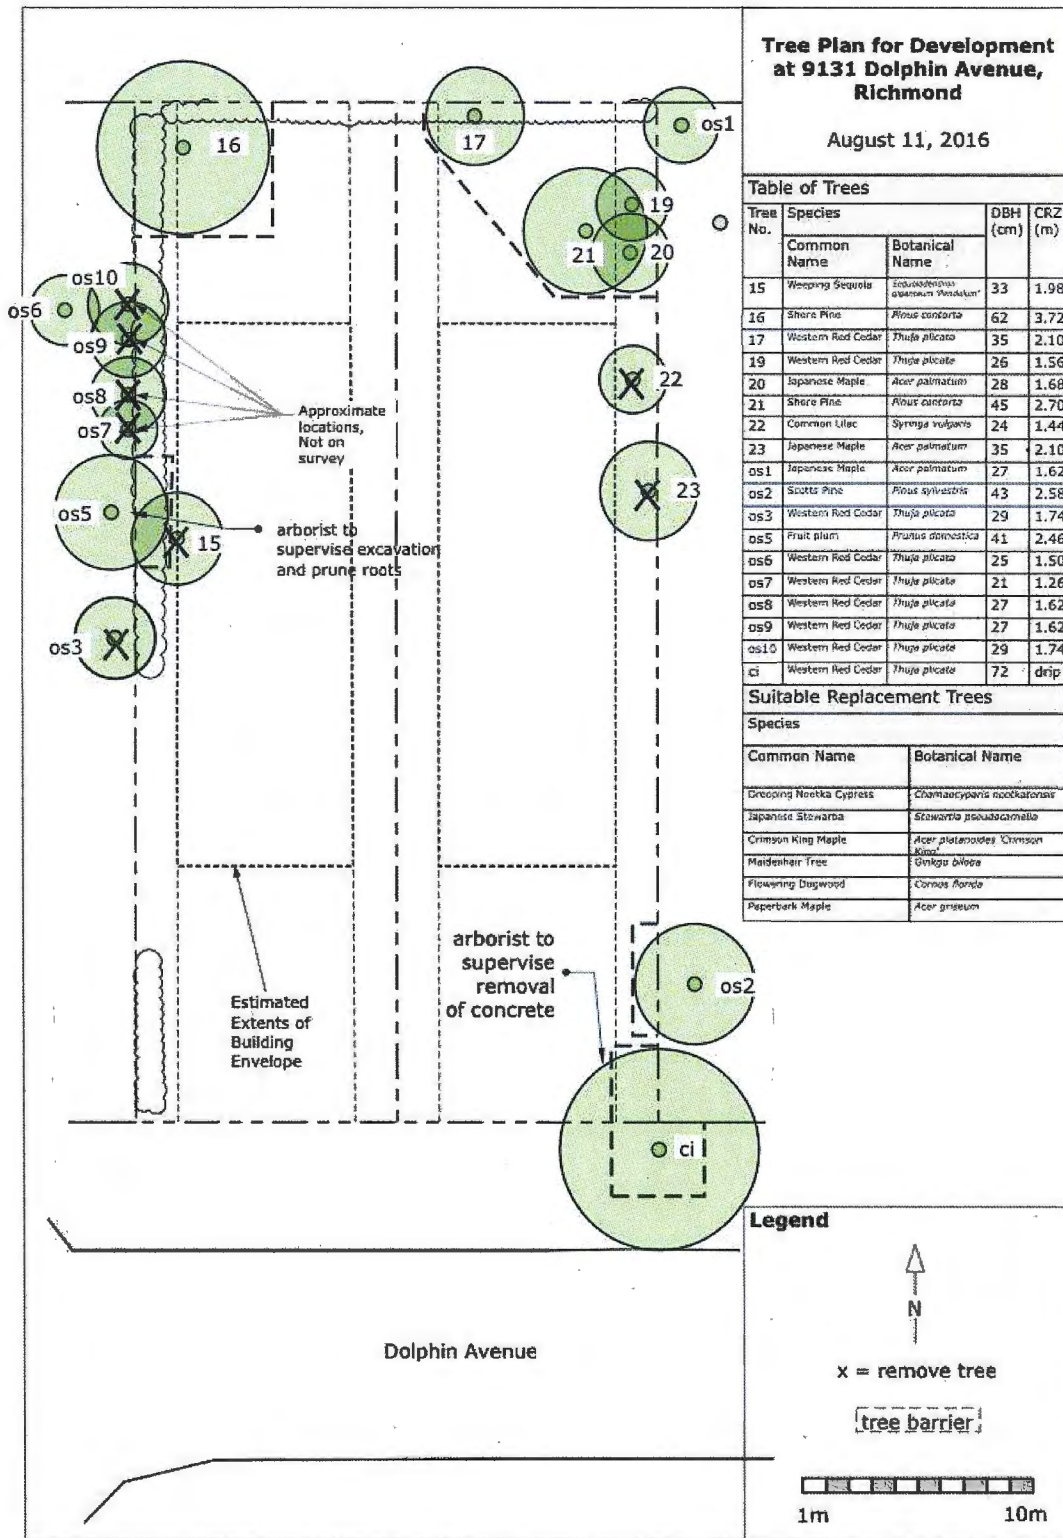 Tree Plan for Development
at 9131 Dolphin Avenue,
Richmond
August 11, 2016
Table of Trees
Tree No. Species DBH (cm) CRZ (m)
Common Name Botanical Name
15 Weeping Sequoia 33 1.98
16 Shore Pine Pinus contorta 62 3.72
17 Western Red Cedar Thuja plicata 35 2.10
19 Western Red Cedar Thuja plicata 26 1.56
20 Japanese Maple Acer palmatum 28 1.68
21 Shore Pine Pinus contorta 45 2.70
22 Common Lilac Syringa vulgaris 24 1.44
23 Japanese Maple Acer palmatum 35 2.10
os1 Japanese Maple Acer palmatum 27 1.62
os2 Scotts Pine Pinus sylvestris 43 2.58
os3 Western Red Cedar Thuja plicata 29 1.74
os5 Fruit plum Prunus domestica 41 2.46
os6 Western Red Cedar Thuja plicata 25 1.50
os7 Western Red Cedar Thuja plicata 21 1.26
os8 Western Red Cedar Thuja plicata 27 1.62
os9 Western Red Cedar Thuja plicata 27 1.62
os10 Western Red Cedar Thuja plicata 29 1.74
ci Western Red Cedar Thuja plicata 72 drip
Suitable Replacement Trees
Species
Common Name Botanical Name
Nootka Cypress Chamaecyparis nootkatensis
Japanese Stewartia Stewartia pseudocamellia
Crimson King Maple Acer platanoides 'Crimson King'
Maidenhair Tree Ginkgo biloba
Flowering Dogwood Cornus florida
Paperbark Maple Acer griseum
16
17
os1
19
21
20
os10
os6
os9
os8
os7
22
Approximate
locations,
Not on
survey
23
os5
15
arborist to
supervise excavation
and prune roots
os3
arborist to
supervise
removal
of concrete
os2
Estimated
Extents of
Building
Envelope
ci
Dolphin Avenue
Legend
N
x = remove tree
tree barrier
1m 10m